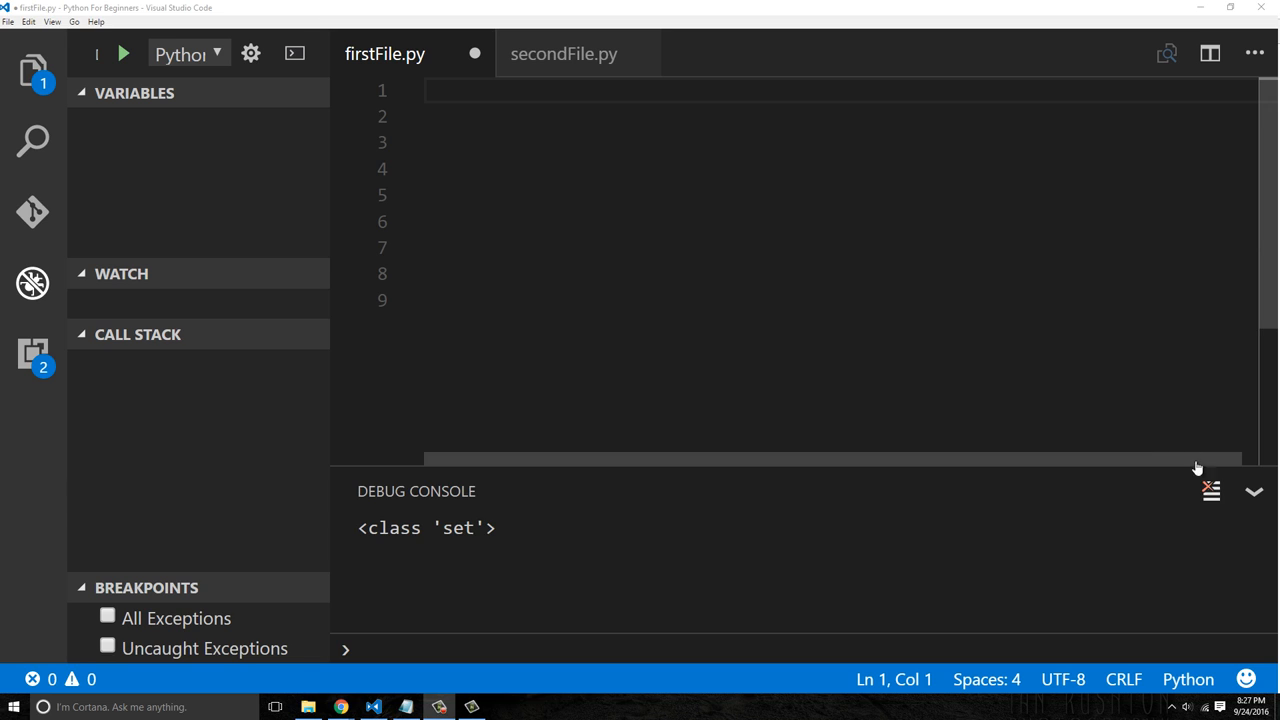 firstFile.py - Python For Beginners - Visual Studio Code
File Edit View Go Help
firstFile.py
secondFile.py
VARIABLES
1
2
3
4
5
6
7
8
9
WATCH
CALL STACK
1
2
DEBUG CONSOLE
<class 'set'>
BREAKPOINTS
All Exceptions
Uncaught Exceptions
0 0
Ln 1, Col 1 Spaces: 4 UTF-8 CRLF Python
I'm Cortana. Ask me anything.
8:27 PM
9/24/2016